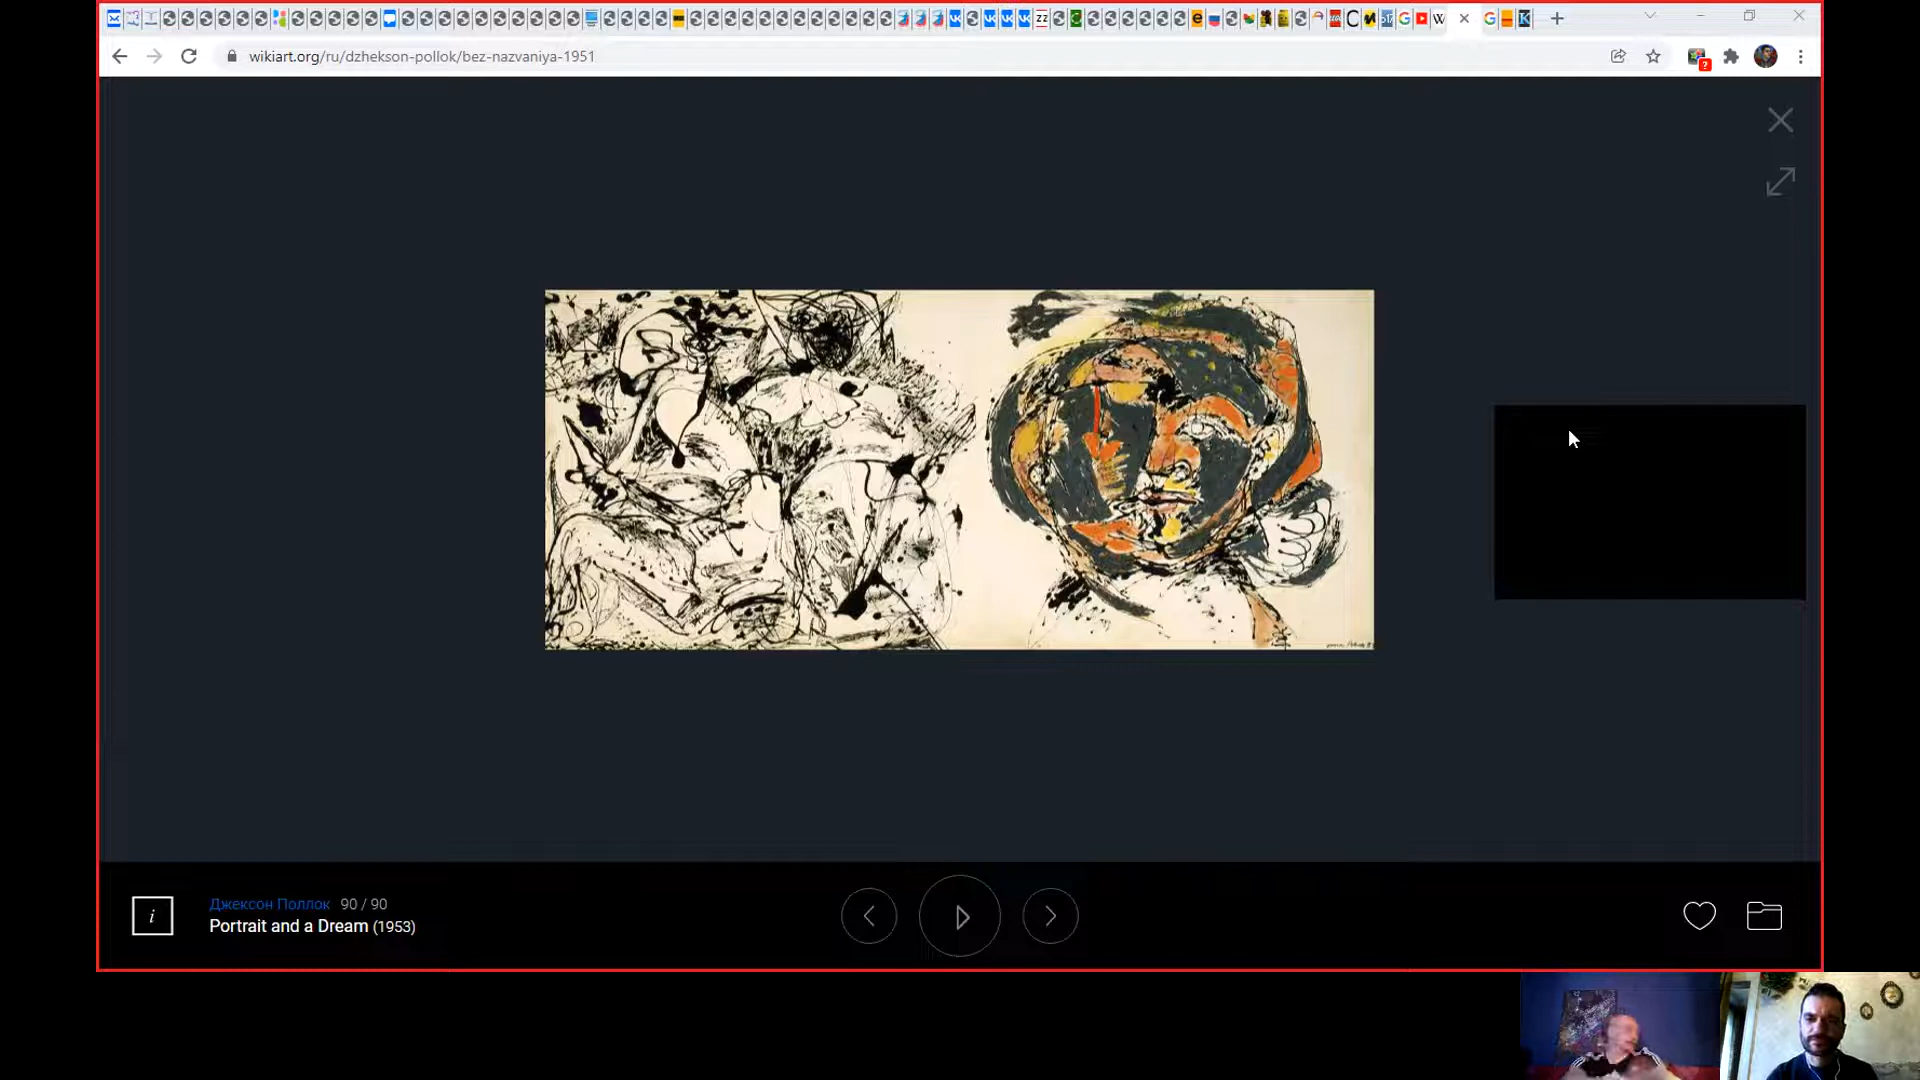 wikiart.org/ru/dzhekson-pollok/bez-nazvaniya-1951
Джексон Поллок 90 / 90
Portrait and a Dream (1953)